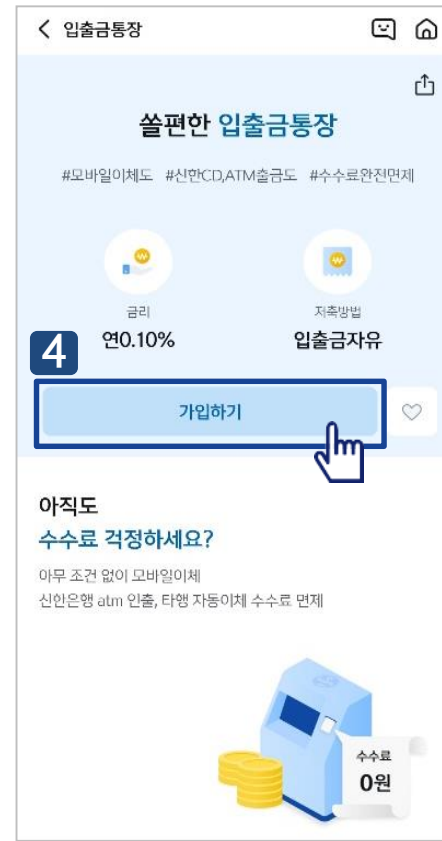 입출금통장
쏠편한 입출금통장
#모바일이체도 #신한CD,ATM출금도 #수수료완전면제
금리
연0.10%
저축방법
입출금자유
4
가입하기
아직도
수수료 걱정하세요?
아무 조건 없이 모바일이체
신한은행 atm 인출, 타행 자동이체 수수료 면제
수수료
0원